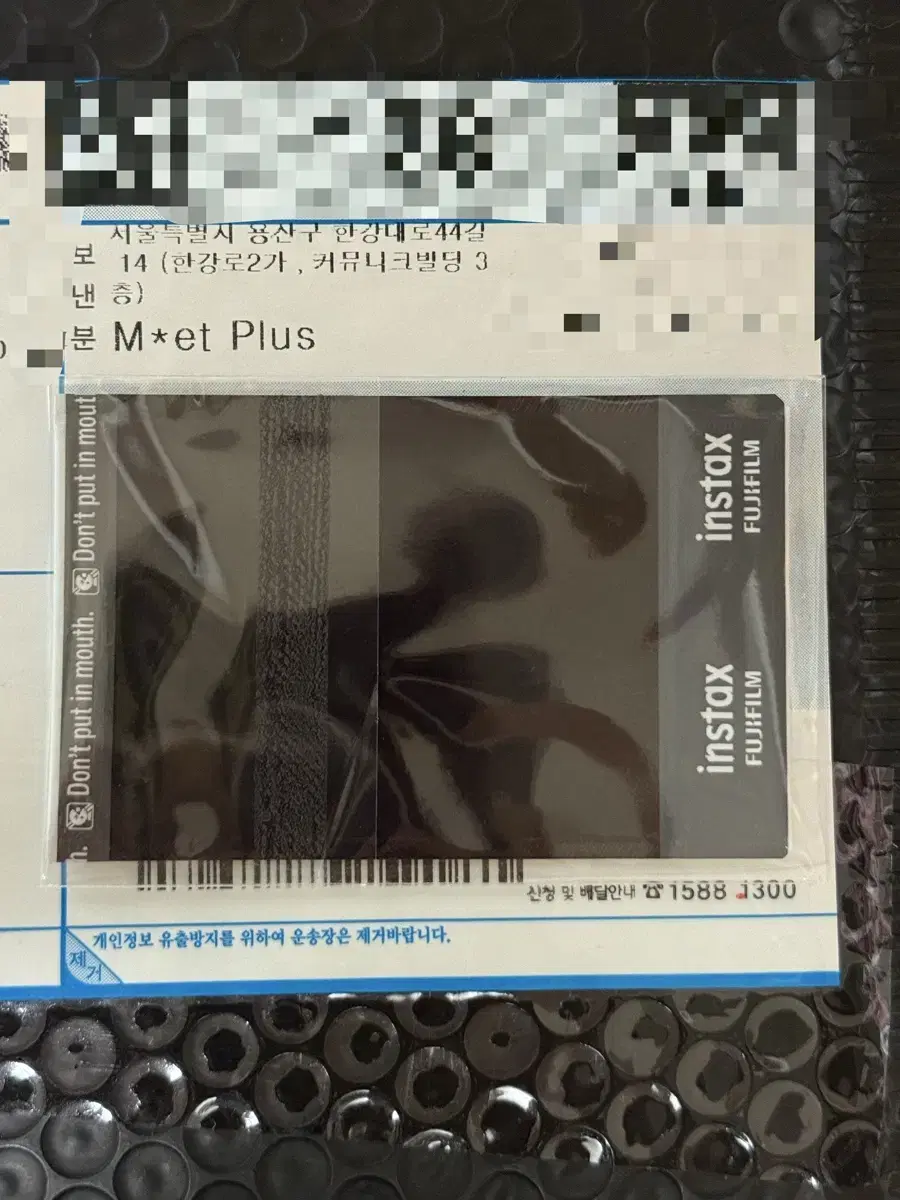 보낸분
서울특별시 용산구 한강대로44길
14 (한강로2가, 커뮤니크빌딩 3
층)
M*et Plus
Don't put in mout
Don't put in mouth.
h.
instax
FUJIFILM
instax
FUJIFILM
신청 및 배달안내 ☎ 1588 1300
개인정보 유출방지를 위하여 운송장은 제거바랍니다.
제거